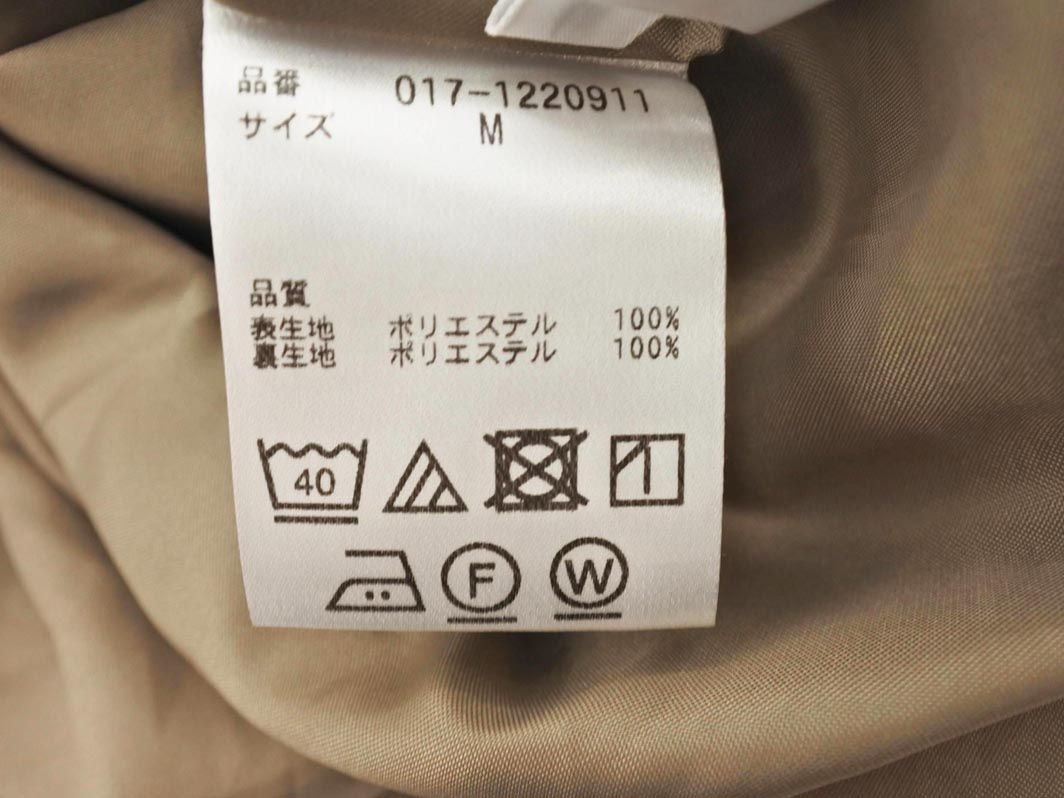 品番 017-1220911
サイズ M
品質
表生地 ポリエステル 100%
裏生地 ポリエステル 100%
40
F W